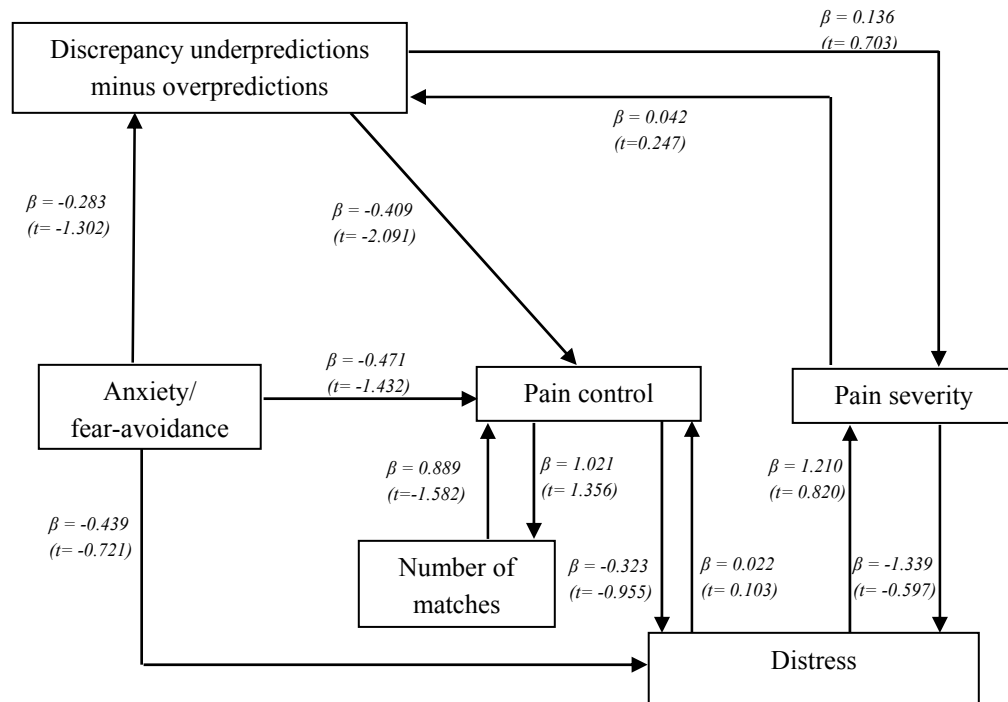 β = 0.136
(t= 0.703)
Discrepancy underpredictions
minus overpredictions
β = 0.042
(t=0.247)
β = -0.283
(t= -1.302)
β = -0.409
(t= -2.091)
Anxiety/
fear-avoidance
β = -0.471
(t= -1.432)
Pain control
Pain severity
β = 0.889
(t=-1.582)
β = 1.021
(t= 1.356)
β = 1.210
(t= 0.820)
β = -0.439
(t= -0.721)
Number of
matches
β = -0.323
(t= -0.955)
β = 0.022
(t= 0.103)
β = -1.339
(t= -0.597)
Distress